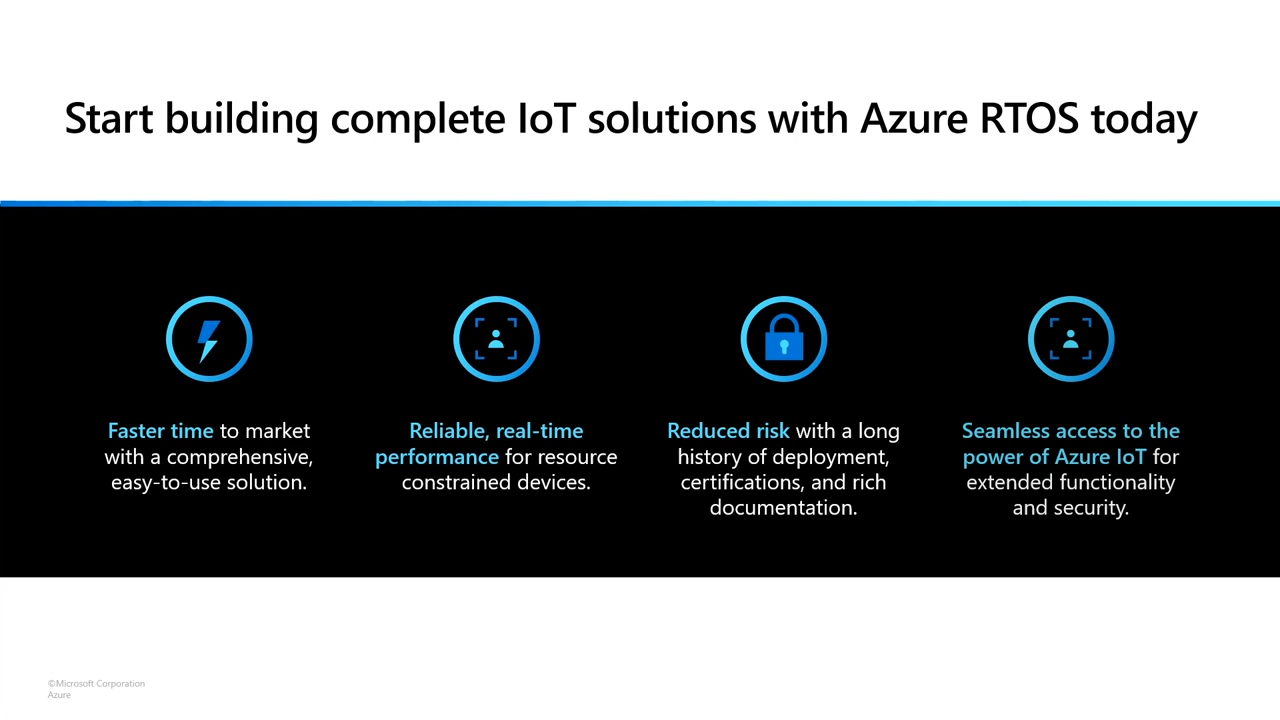 Start building complete IoT solutions with Azure RTOS today
Faster time to market
with a comprehensive,
easy-to-use solution.
Reliable, real-time
performance for resource
constrained devices.
Reduced risk with a long
history of deployment,
certifications, and rich
documentation.
Seamless access to the
power of Azure IoT for
extended functionality
and security.
©Microsoft Corporation
Azure